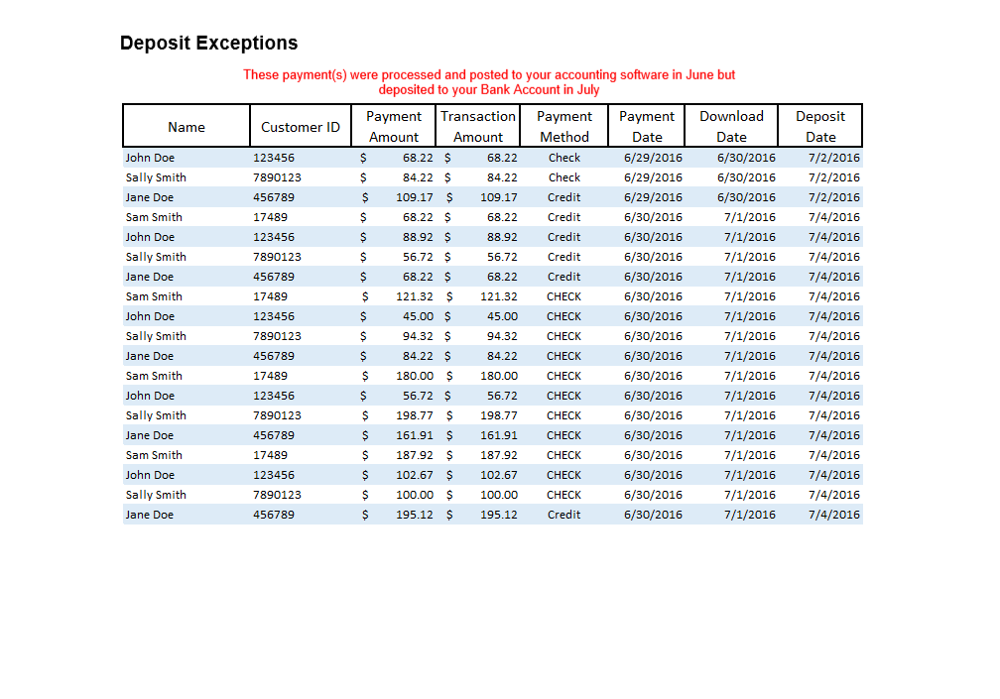 Deposit Exceptions
These payment(s) were processed and posted to your accounting software in June but
deposited to your Bank Account in July
Name Customer ID Payment Amount Transaction Amount Payment Method Payment Date Download Date Deposit Date
John Doe 123456 $ 68.22 $ 68.22 Check 6/29/2016 6/30/2016 7/2/2016
Sally Smith 7890123 $ 84.22 $ 84.22 Check 6/29/2016 6/30/2016 7/2/2016
Jane Doe 456789 $ 109.17 $ 109.17 Credit 6/29/2016 6/30/2016 7/2/2016
Sam Smith 17489 $ 68.22 $ 68.22 Credit 6/30/2016 7/1/2016 7/4/2016
John Doe 123456 $ 88.92 $ 88.92 Credit 6/30/2016 7/1/2016 7/4/2016
Sally Smith 7890123 $ 56.72 $ 56.72 Credit 6/30/2016 7/1/2016 7/4/2016
Jane Doe 456789 $ 68.22 $ 68.22 Credit 6/30/2016 7/1/2016 7/4/2016
Sam Smith 17489 $ 121.32 $ 121.32 CHECK 6/30/2016 7/1/2016 7/4/2016
John Doe 123456 $ 45.00 $ 45.00 CHECK 6/30/2016 7/1/2016 7/4/2016
Sally Smith 7890123 $ 94.32 $ 94.32 CHECK 6/30/2016 7/1/2016 7/4/2016
Jane Doe 456789 $ 84.22 $ 84.22 CHECK 6/30/2016 7/1/2016 7/4/2016
Sam Smith 17489 $ 180.00 $ 180.00 CHECK 6/30/2016 7/1/2016 7/4/2016
John Doe 123456 $ 56.72 $ 56.72 CHECK 6/30/2016 7/1/2016 7/4/2016
Sally Smith 7890123 $ 198.77 $ 198.77 CHECK 6/30/2016 7/1/2016 7/4/2016
Jane Doe 456789 $ 161.91 $ 161.91 CHECK 6/30/2016 7/1/2016 7/4/2016
Sam Smith 17489 $ 187.92 $ 187.92 CHECK 6/30/2016 7/1/2016 7/4/2016
John Doe 123456 $ 102.67 $ 102.67 CHECK 6/30/2016 7/1/2016 7/4/2016
Sally Smith 7890123 $ 100.00 $ 100.00 CHECK 6/30/2016 7/1/2016 7/4/2016
Jane Doe 456789 $ 195.12 $ 195.12 Credit 6/30/2016 7/1/2016 7/4/2016